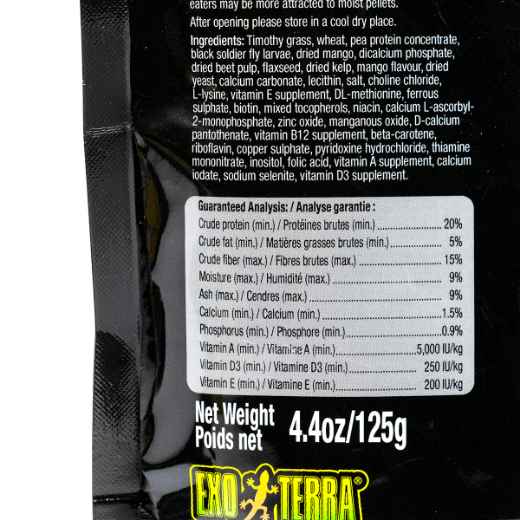 eaters may be more attracted to moist pellets.
After opening please store in a cool dry place.
Ingredients: Timothy grass, wheat, pea protein concentrate,
black soldier fly larvae, dried mango, dicalcium phosphate,
dried beet pulp, flaxseed, dried kelp, mango flavour, dried
yeast, calcium carbonate, lecithin, salt, choline chloride,
L-lysine, vitamin E supplement, DL-methionine, ferrous
sulphate, biotin, mixed tocopherols, niacin, calcium L-ascorbyl-
2-monophosphate, zinc oxide, manganous oxide, D-calcium
pantothenate, vitamin B12 supplement, beta-carotene,
riboflavin, copper sulphate, pyridoxine hydrochloride, thiamine
mononitrate, inositol, folic acid, vitamin A supplement, calcium
iodate, sodium selenite, vitamin D3 supplement.
Guaranteed Analysis: / Analyse garantie :
Crude protein (min.) / Protéines brutes (min.) 20%
Crude fat (min.) / Matières grasses brutes (min.) 5%
Crude fiber (max.) / Fibres brutes (max.) 15%
Moisture (max.) / Humidité (max.) 9%
Ash (max.) / Cendres (max.) 9%
Calcium (min.) / Calcium (min.) 1.5%
Phosphorus (min.) / Phosphore (min.) 0.9%
Vitamin A (min.) / Vitamine A (min.) 5,000 IU/kg
Vitamin D3 (min.) / Vitamine D3 (min.) 250 IU/kg
Vitamin E (min.) / Vitamine E (min.) 200 IU/kg
Net Weight
Poids net 4.4oz/125g
EXO TERRA®